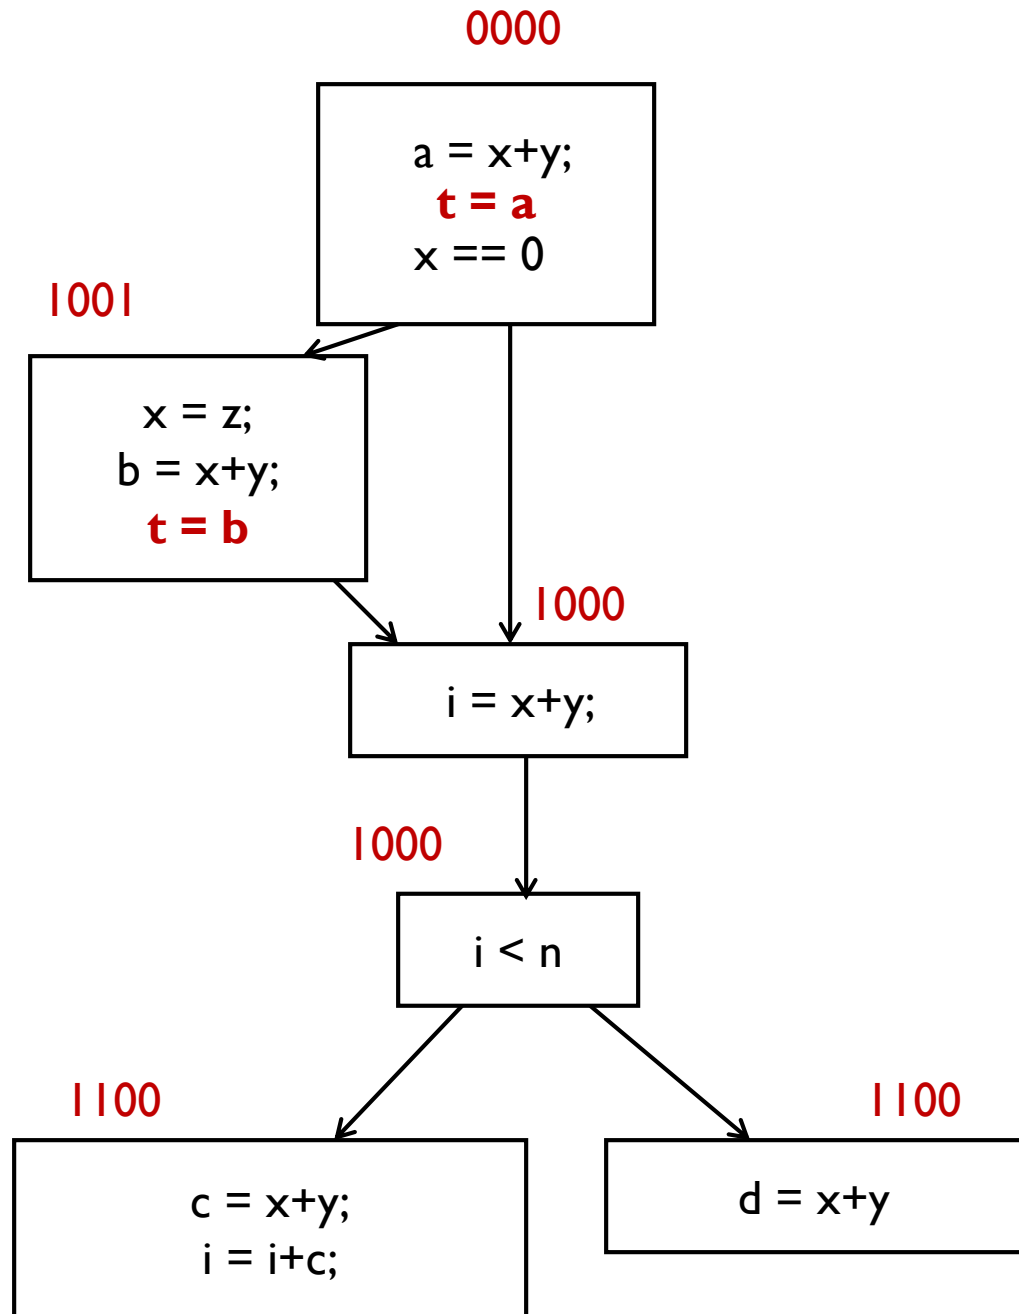 0000
a = x+y;
t = a
x == 0
1001
x = z;
b = x+y;
t = b
1000
i = x+y;
1000
i < n
1100
c = x+y;
i = i+c;
1100
d = x+y